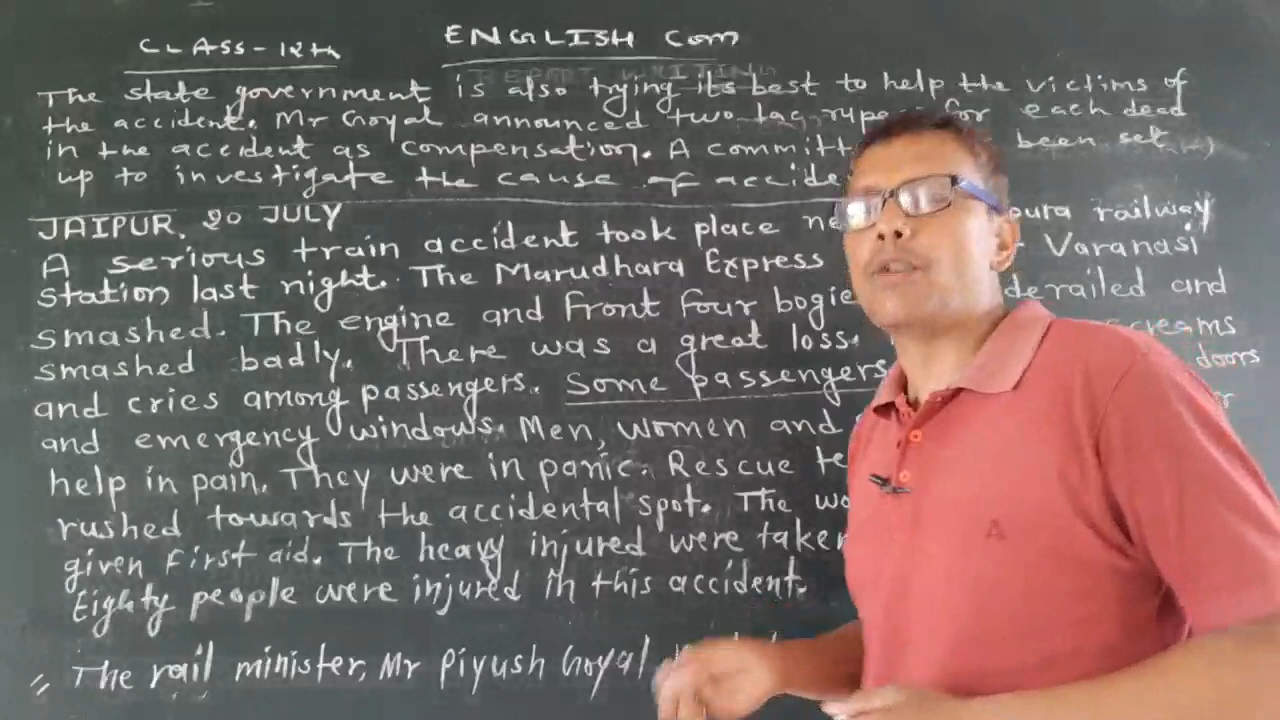 CLASS-12th
ENGLISH Com
REPORT WRITING
The state government is also trying its best to help the victims of
the accident. Mr Goyal announced two lac for each dead
in the accident as compensation. A been set
up to investigate the cause of
JAIPUR, 20 JULY
A serious train accident took place railway
station last night. The Marudhara Express Varanasi
smashed. The engine and front four derailed and
smashed badly. There was a great loss. screams
and cries among passengers. Some passengers doors
and emergency windows. Men, women and
help in pain. They were in panic. Rescue
rushed towards the accidental spot. The
given first aid. The heavy injured were
Eighty people were injured in this accident.
The rail minister, Mr Piyush Goyal
A